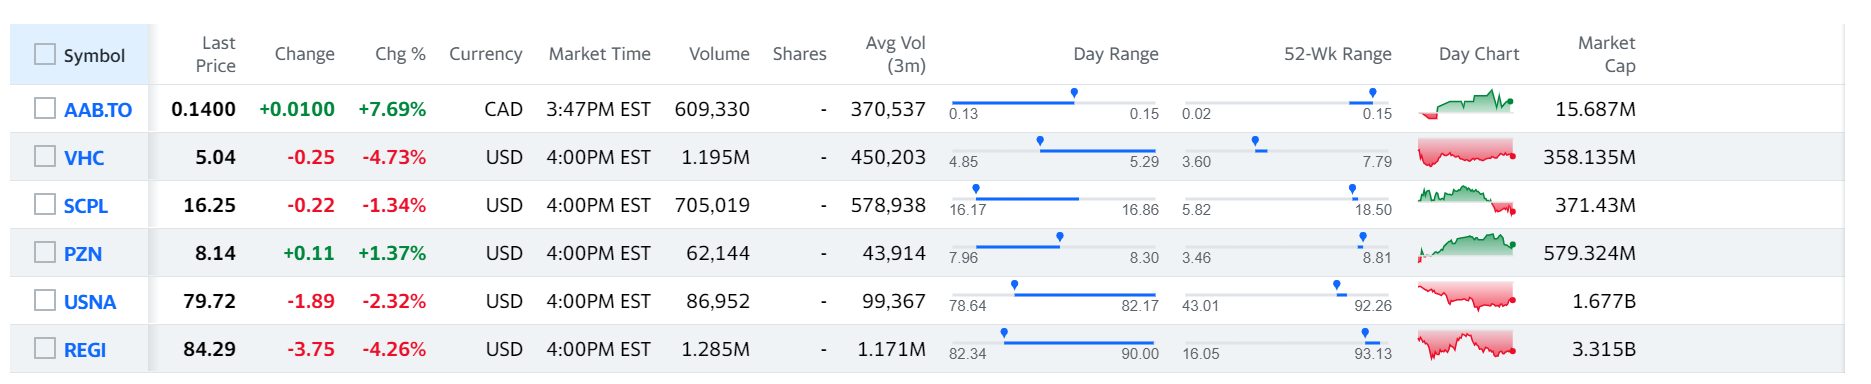 Symbol Last Price Change Chg % Currency Market Time Volume Shares Avg Vol (3m) Day Range 52-Wk Range Day Chart Market Cap
AAB.TO 0.1400 +0.0100 +7.69% CAD 3:47PM EST 609,330 - 370,537 0.13 0.15 0.02 0.15 15.687M
VHC 5.04 -0.25 -4.73% USD 4:00PM EST 1.195M - 450,203 4.85 5.29 3.60 7.79 358.135M
SCPL 16.25 -0.22 -1.34% USD 4:00PM EST 705,019 - 578,938 16.17 16.86 5.82 18.50 371.43M
PZN 8.14 +0.11 +1.37% USD 4:00PM EST 62,144 - 43,914 7.96 8.30 3.46 8.81 579.324M
USNA 79.72 -1.89 -2.32% USD 4:00PM EST 86,952 - 99,367 78.64 82.17 43.01 92.26 1.677B
REGI 84.29 -3.75 -4.26% USD 4:00PM EST 1.285M - 1.171M 82.34 90.00 16.05 93.13 3.315B